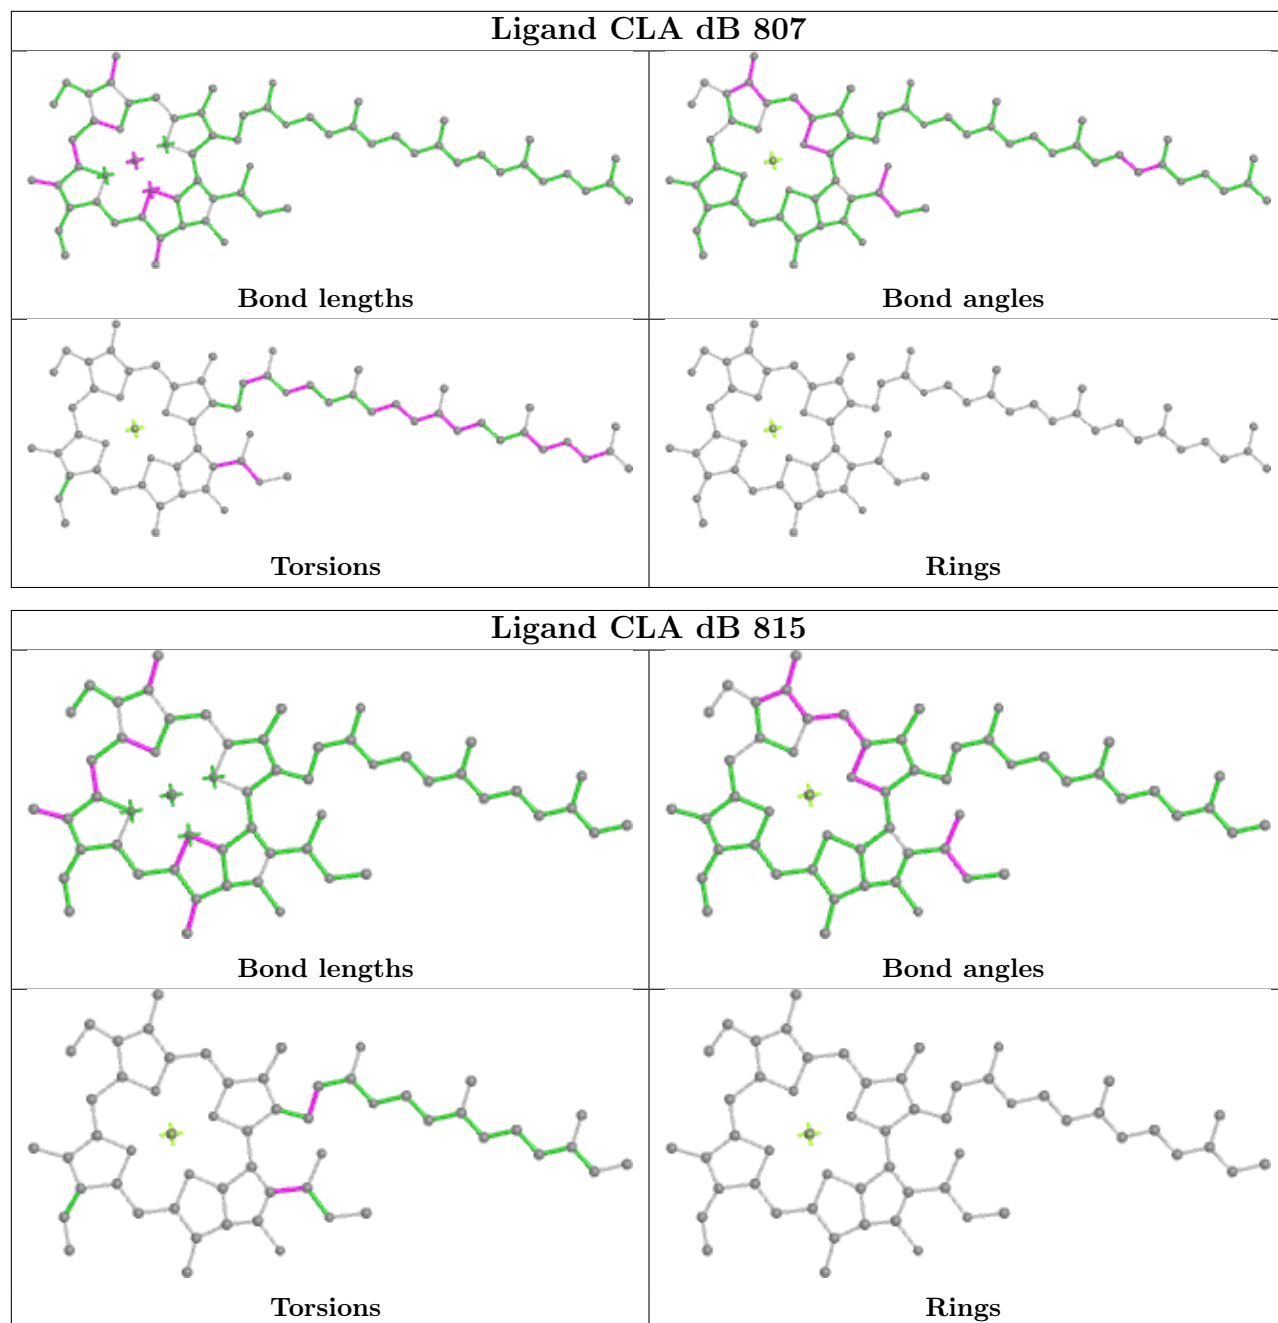 Ligand CLA dB 807
Bond lengths
Bond angles
Torsions
Rings
Ligand CLA dB 815
Bond lengths
Bond angles
Torsions
Rings